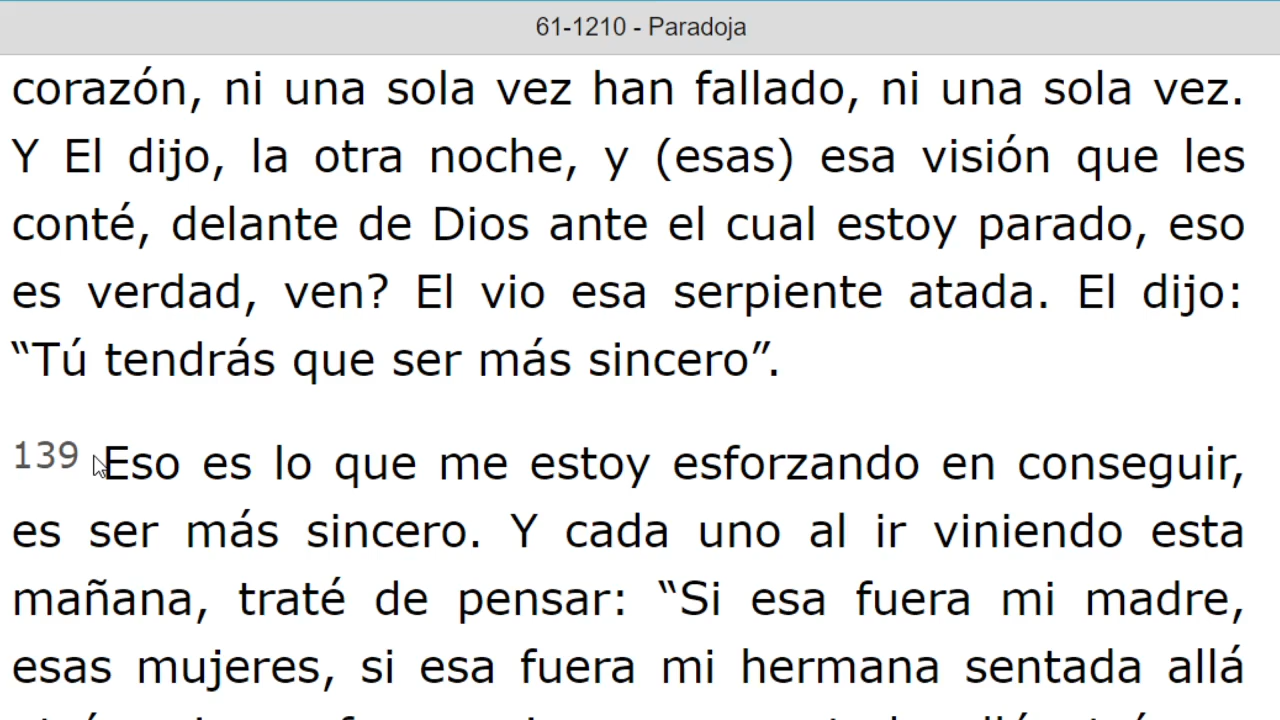 61-1210 - Paradoja
corazón, ni una sola vez han fallado, ni una sola vez.
Y El dijo, la otra noche, y (esas) esa visión que les
conté, delante de Dios ante el cual estoy parado, eso
es verdad, ven? El vio esa serpiente atada. El dijo:
“Tú tendrás que ser más sincero”.
139 Eso es lo que me estoy esforzando en conseguir,
es ser más sincero. Y cada uno al ir viniendo esta
mañana, traté de pensar: “Si esa fuera mi madre,
esas mujeres, si esa fuera mi hermana sentada allá